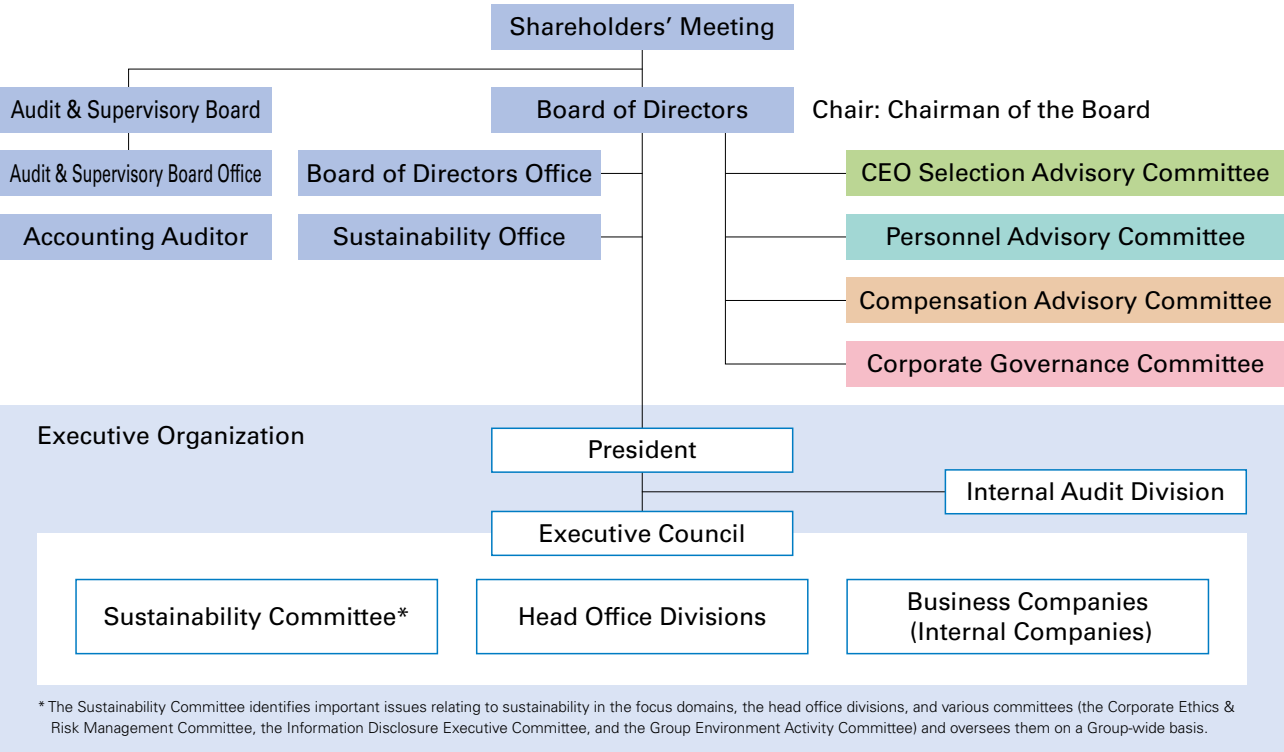 Shareholders’ Meeting
Audit & Supervisory Board
Board of Directors
Chair: Chairman of the Board
Audit & Supervisory Board Office
Board of Directors Office
CEO Selection Advisory Committee
Accounting Auditor
Sustainability Office
Personnel Advisory Committee
Compensation Advisory Committee
Corporate Governance Committee
Executive Organization
President
Internal Audit Division
Executive Council
Sustainability Committee*
Head Office Divisions
Business Companies
(Internal Companies)
* The Sustainability Committee identifies important issues relating to sustainability in the focus domains, the head office divisions, and various committees (the Corporate Ethics &
Risk Management Committee, the Information Disclosure Executive Committee, and the Group Environment Activity Committee) and oversees them on a Group-wide basis.